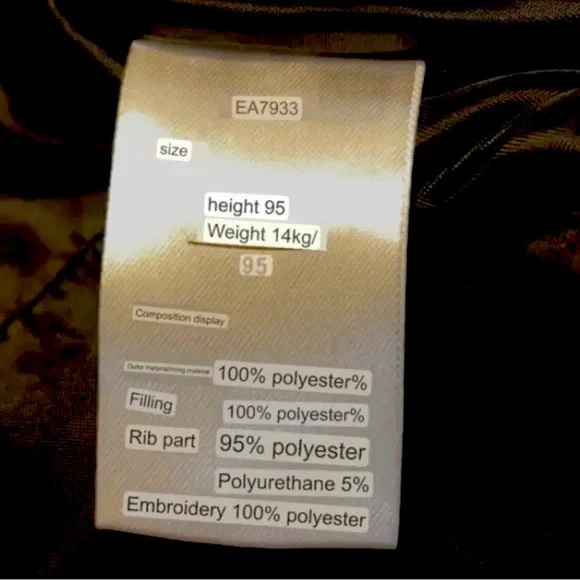 EA7933
size
height 95
Weight 14kg/
95
Composition display
Outer material/lining material 100% polyester%
Filling 100% polyester%
Rib part 95% polyester
Polyurethane 5%
Embroidery 100% polyester